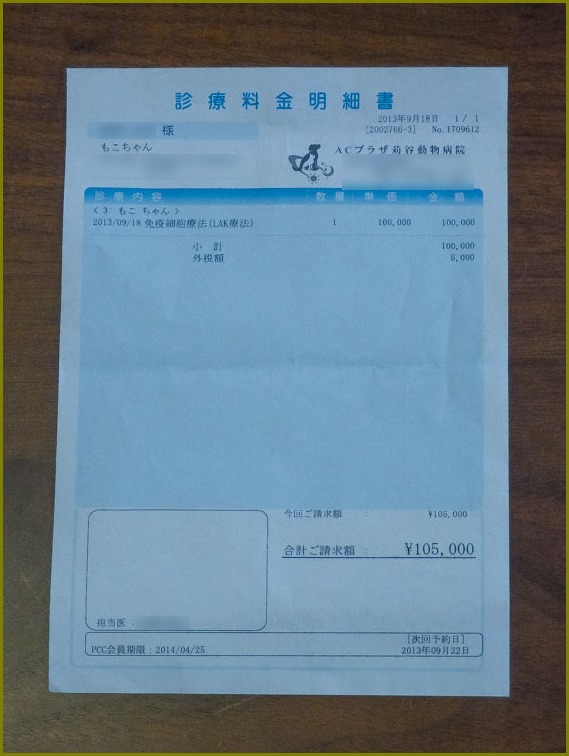 診療料金明細書
2013年9月18日 1 / 1
[2002766-3] No.1709612
様
もこちゃん
ACプラザ苅谷動物病院
診療内容 数量 単価 金額
< 3: もこ ちゃん >
2013/09/18 免疫細胞療法(LAK療法) 1 100,000 100,000
小 計 100,000
外税額 5,000
今回ご請求額 : ¥105,000
合計ご請求額 : ¥105,000
担当医 :
[次回予約日]
PCC会員期限 : 2014/04/25 2013年09月22日